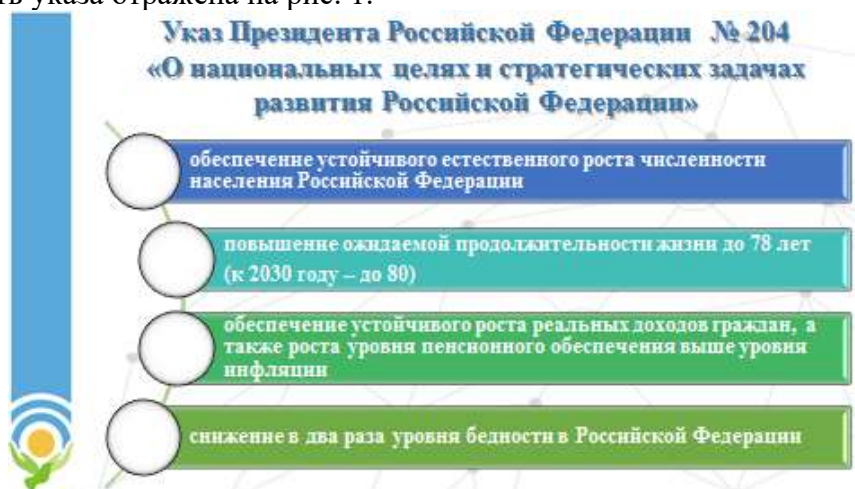 ть указа отражена на рис. 1.
Указ Президента Российской Федерации № 204
«О национальных целях и стратегических задачах
развития Российской Федерации»
обеспечение устойчивого естественного роста численности
населения Российской Федерации
повышение ожидаемой продолжительности жизни до 78 лет
(к 2030 году – до 80)
обеспечение устойчивого роста реальных доходов граждан, а
также роста уровня пенсионного обеспечения выше уровня
инфляции
снижение в два раза уровня бедности в Российской Федерации